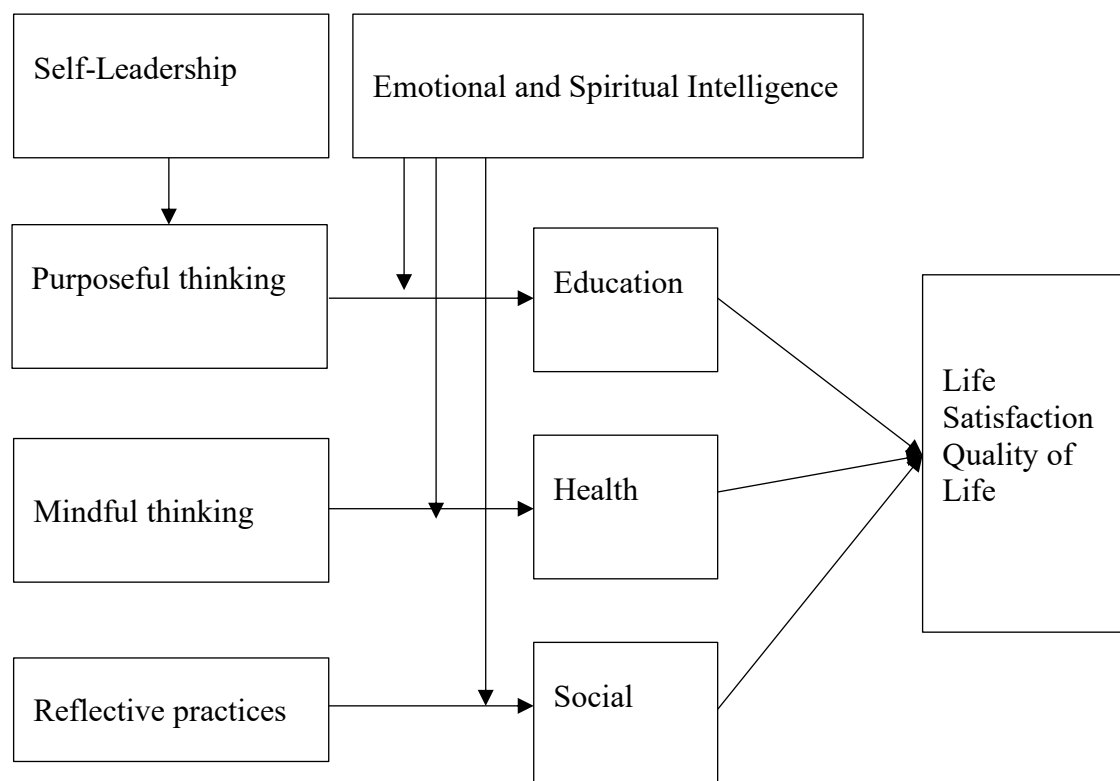 Self-Leadership
Emotional and Spiritual Intelligence
Purposeful thinking
Education
Life
Satisfaction
Quality of
Life
Mindful thinking
Health
Reflective practices
Social